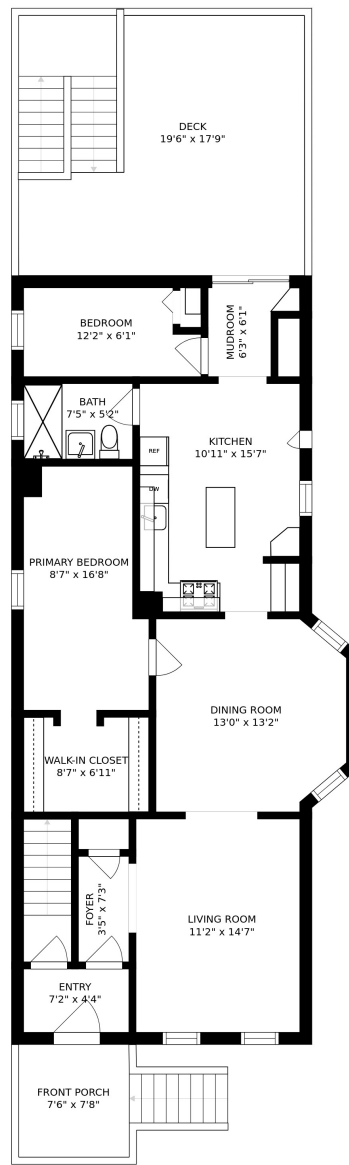 DECK
19'6" x 17'9"
BEDROOM
12'2" x 6'1"
MUDROOM
6'3" x 6'1"
BATH
7'5" x 5'2"
KITCHEN
10'11" x 15'7"
REF
DW
PRIMARY BEDROOM
8'7" x 16'8"
DINING ROOM
13'0" x 13'2"
WALK-IN CLOSET
8'7" x 6'11"
FOYER
3'5" x 7'3"
LIVING ROOM
11'2" x 14'7"
ENTRY
7'2" x 4'4"
FRONT PORCH
7'6" x 7'8"